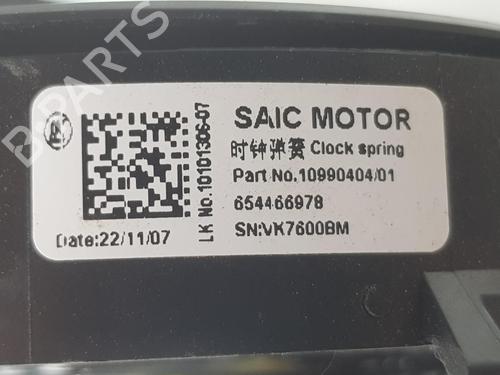 SAIC MOTOR
时钟弹簧 Clock spring
Part No.10990404/01
654466978
SN:VK7600BM
LK No.10101306-07
Date:22/11/07
B-PARTS